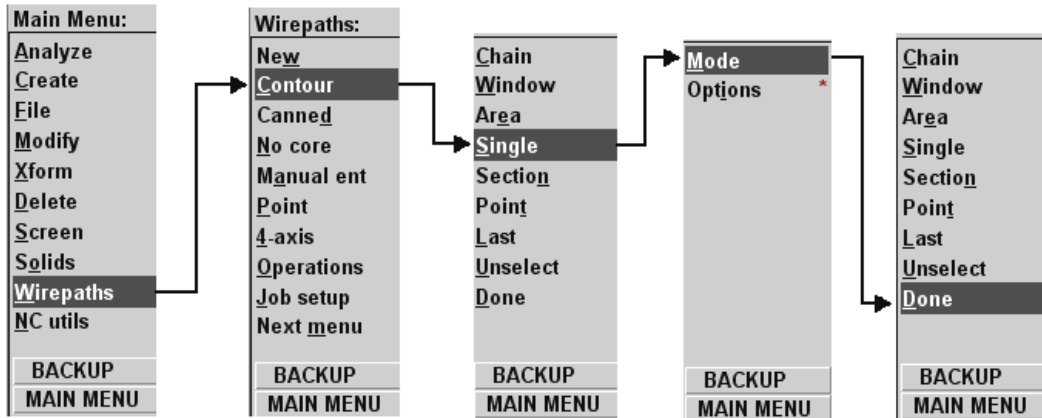 Main Menu:
Analyze
Create
File
Modify
Xform
Delete
Screen
Solids
Wirepaths
NC utils
BACKUP
MAIN MENU
Wirepaths:
New
Contour
Canned
No core
Manual ent
Point
4-axis
Operations
Job setup
Next menu
BACKUP
MAIN MENU
Chain
Window
Area
Single
Section
Point
Last
Unselect
Done
BACKUP
MAIN MENU
Mode
Options *
BACKUP
MAIN MENU
Chain
Window
Area
Single
Section
Point
Last
Unselect
Done
BACKUP
MAIN MENU